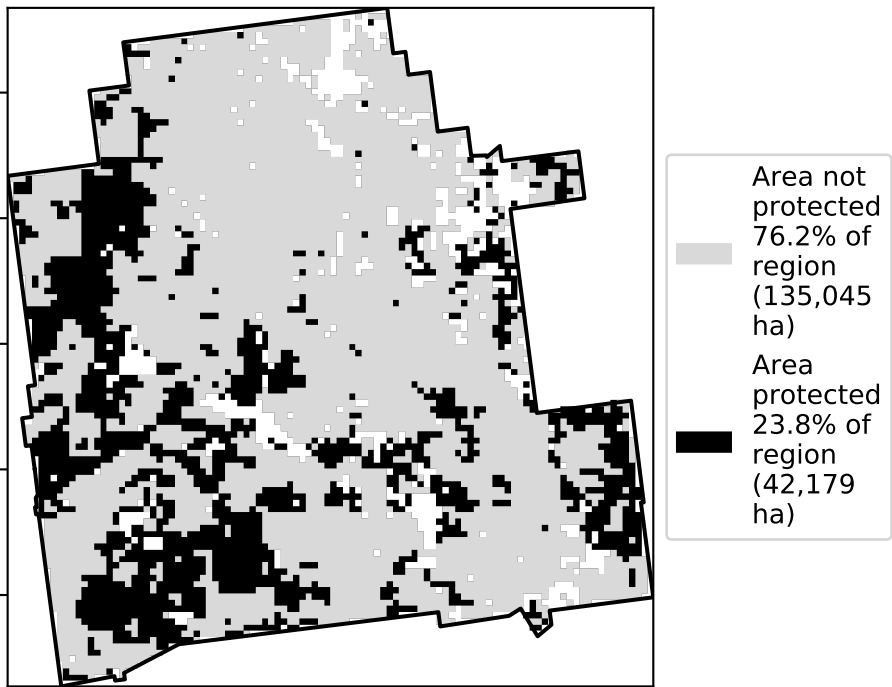 Area not
protected
76.2% of
region
(135,045
ha)
Area
protected
23.8% of
region
(42,179
ha)